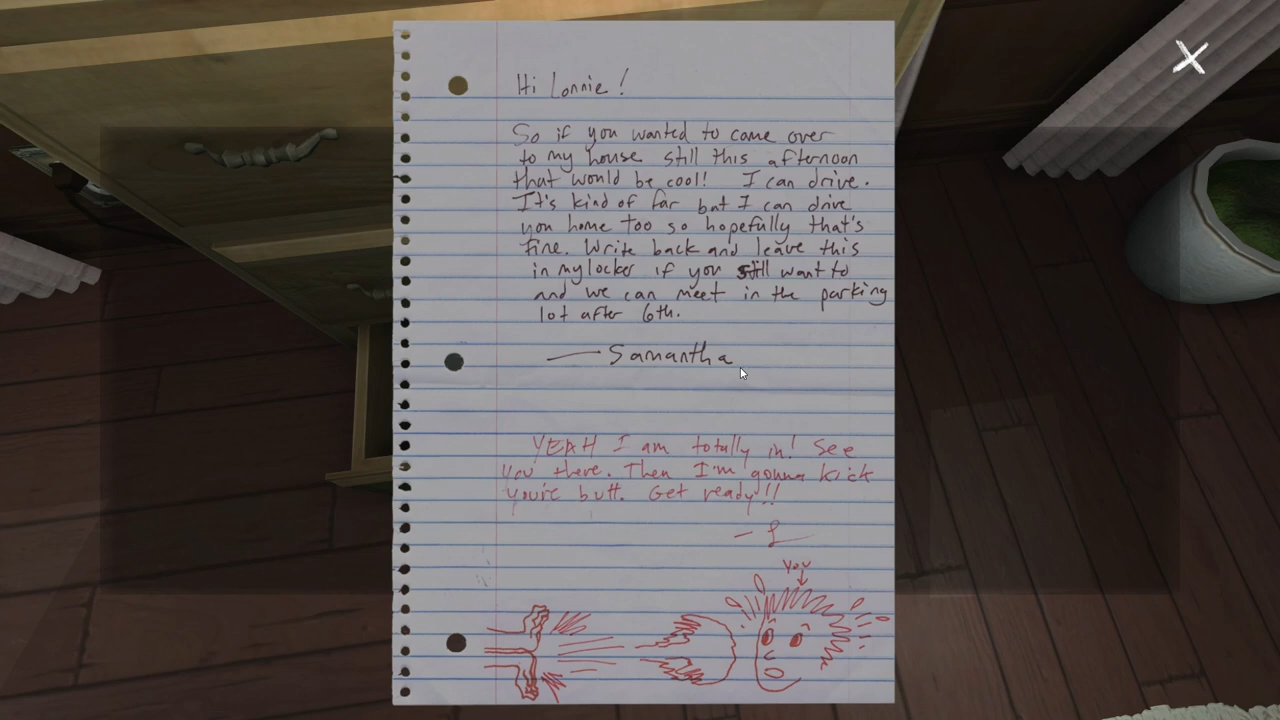 Hi Lonnie!
So if you wanted to come over
to my house still this afternoon
that would be cool! I can drive.
It's kind of far but I can drive
you home too so hopefully that's
fine. Write back and leave this
in my locker if you still want to
and we can meet in the parking
lot after 6th.
— Samantha
YEAH I am totally in! See
you there. Then I'm gonna kick
you're butt. Get ready!!
- L
YOU